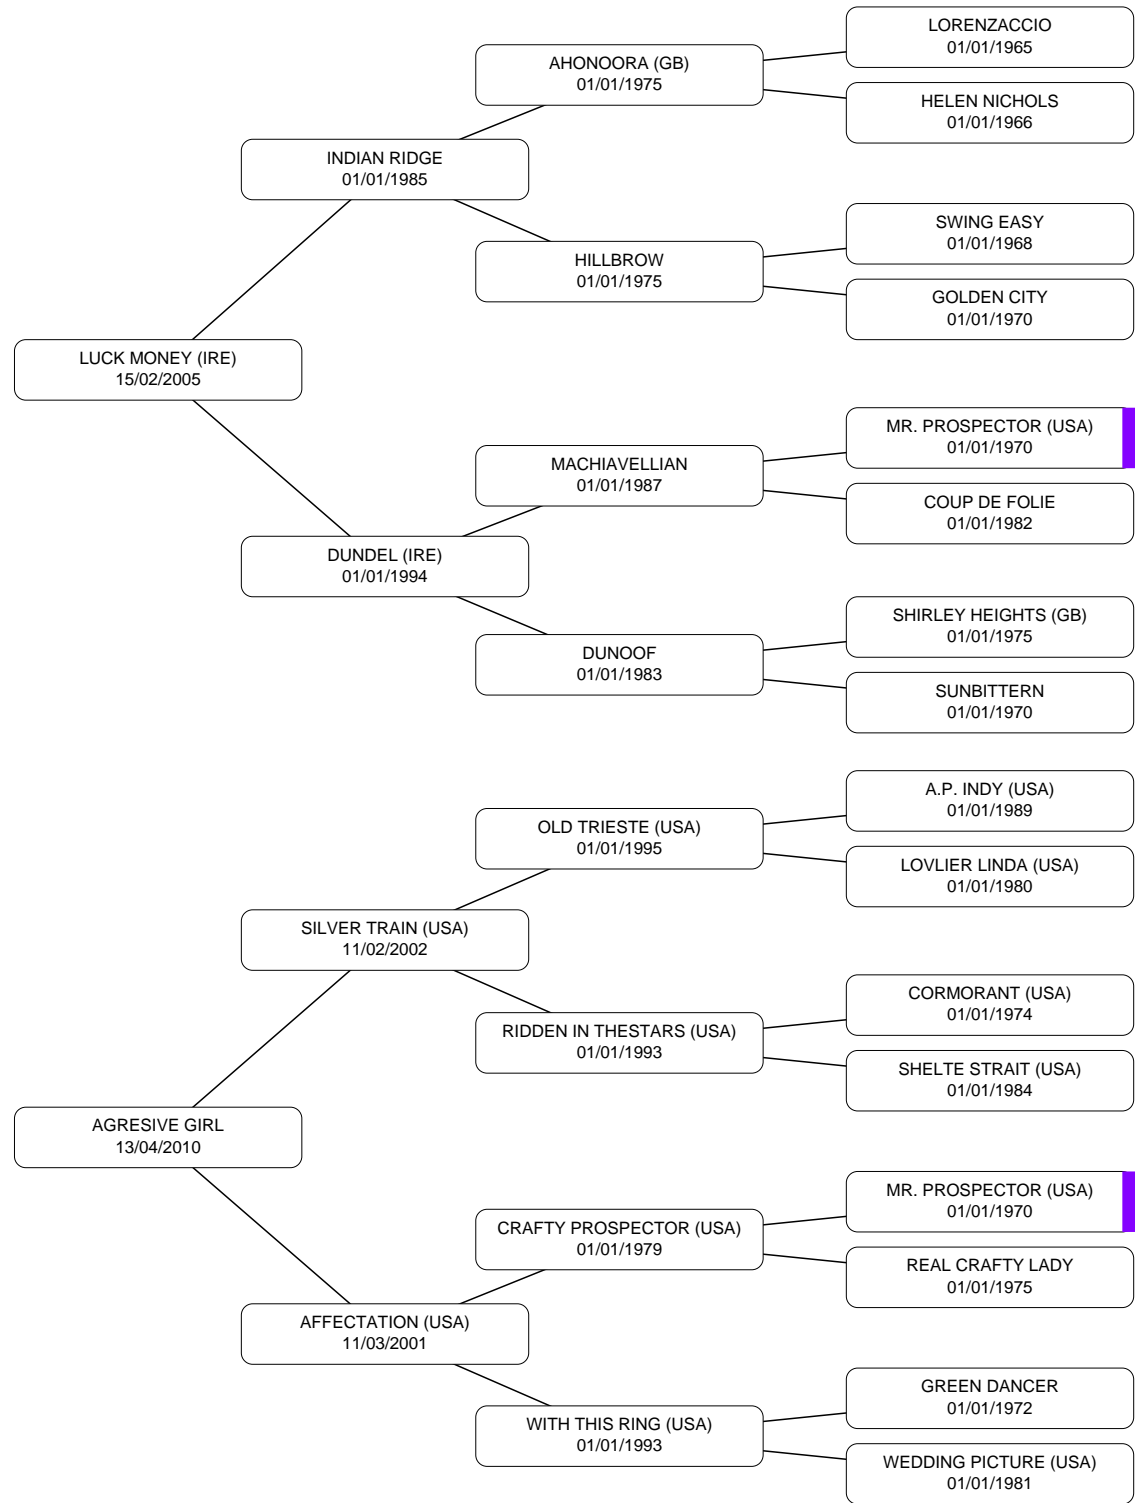 LORENZACCIO
01/01/1965
AHONOORA (GB)
01/01/1975
HELEN NICHOLS
01/01/1966
INDIAN RIDGE
01/01/1985
SWING EASY
01/01/1968
HILLBROW
01/01/1975
GOLDEN CITY
01/01/1970
LUCK MONEY (IRE)
15/02/2005
MR. PROSPECTOR (USA)
01/01/1970
MACHIAVELLIAN
01/01/1987
COUP DE FOLIE
01/01/1982
DUNDEL (IRE)
01/01/1994
SHIRLEY HEIGHTS (GB)
01/01/1975
DUNOOF
01/01/1983
SUNBITTERN
01/01/1970
A.P. INDY (USA)
01/01/1989
OLD TRIESTE (USA)
01/01/1995
LOVLIER LINDA (USA)
01/01/1980
SILVER TRAIN (USA)
11/02/2002
CORMORANT (USA)
01/01/1974
RIDDEN IN THESTARS (USA)
01/01/1993
SHELTE STRAIT (USA)
01/01/1984
AGRESIVE GIRL
13/04/2010
MR. PROSPECTOR (USA)
01/01/1970
CRAFTY PROSPECTOR (USA)
01/01/1979
REAL CRAFTY LADY
01/01/1975
AFFECTATION (USA)
11/03/2001
GREEN DANCER
01/01/1972
WITH THIS RING (USA)
01/01/1993
WEDDING PICTURE (USA)
01/01/1981